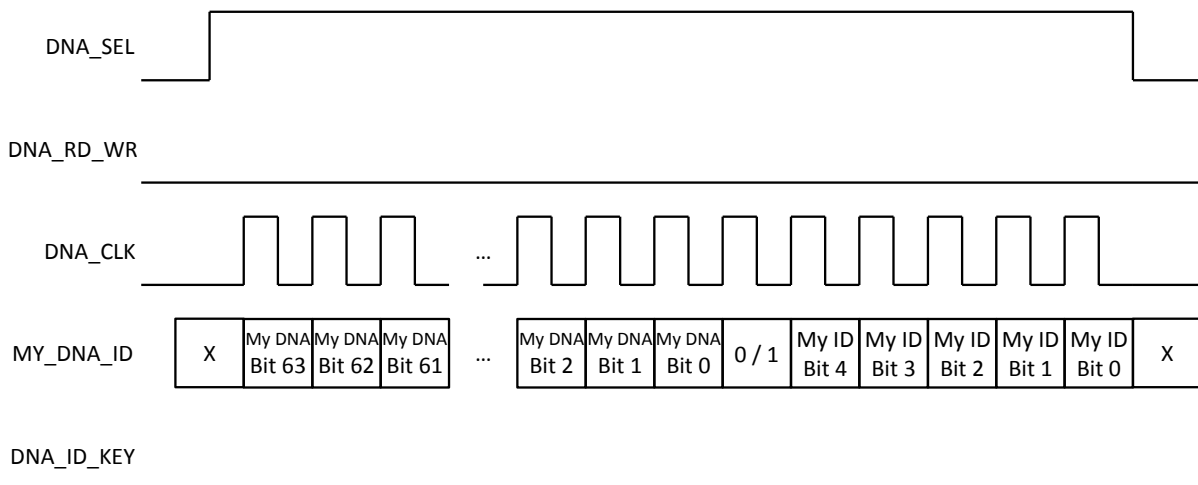 DNA_SEL
DNA_RD_WR
DNA_CLK
...
MY_DNA_ID
X
My DNA
Bit 63
My DNA
Bit 62
My DNA
Bit 61
...
My DNA
Bit 2
My DNA
Bit 1
My DNA
Bit 0
0 / 1
My ID
Bit 4
My ID
Bit 3
My ID
Bit 2
My ID
Bit 1
My ID
Bit 0
X
DNA_ID_KEY